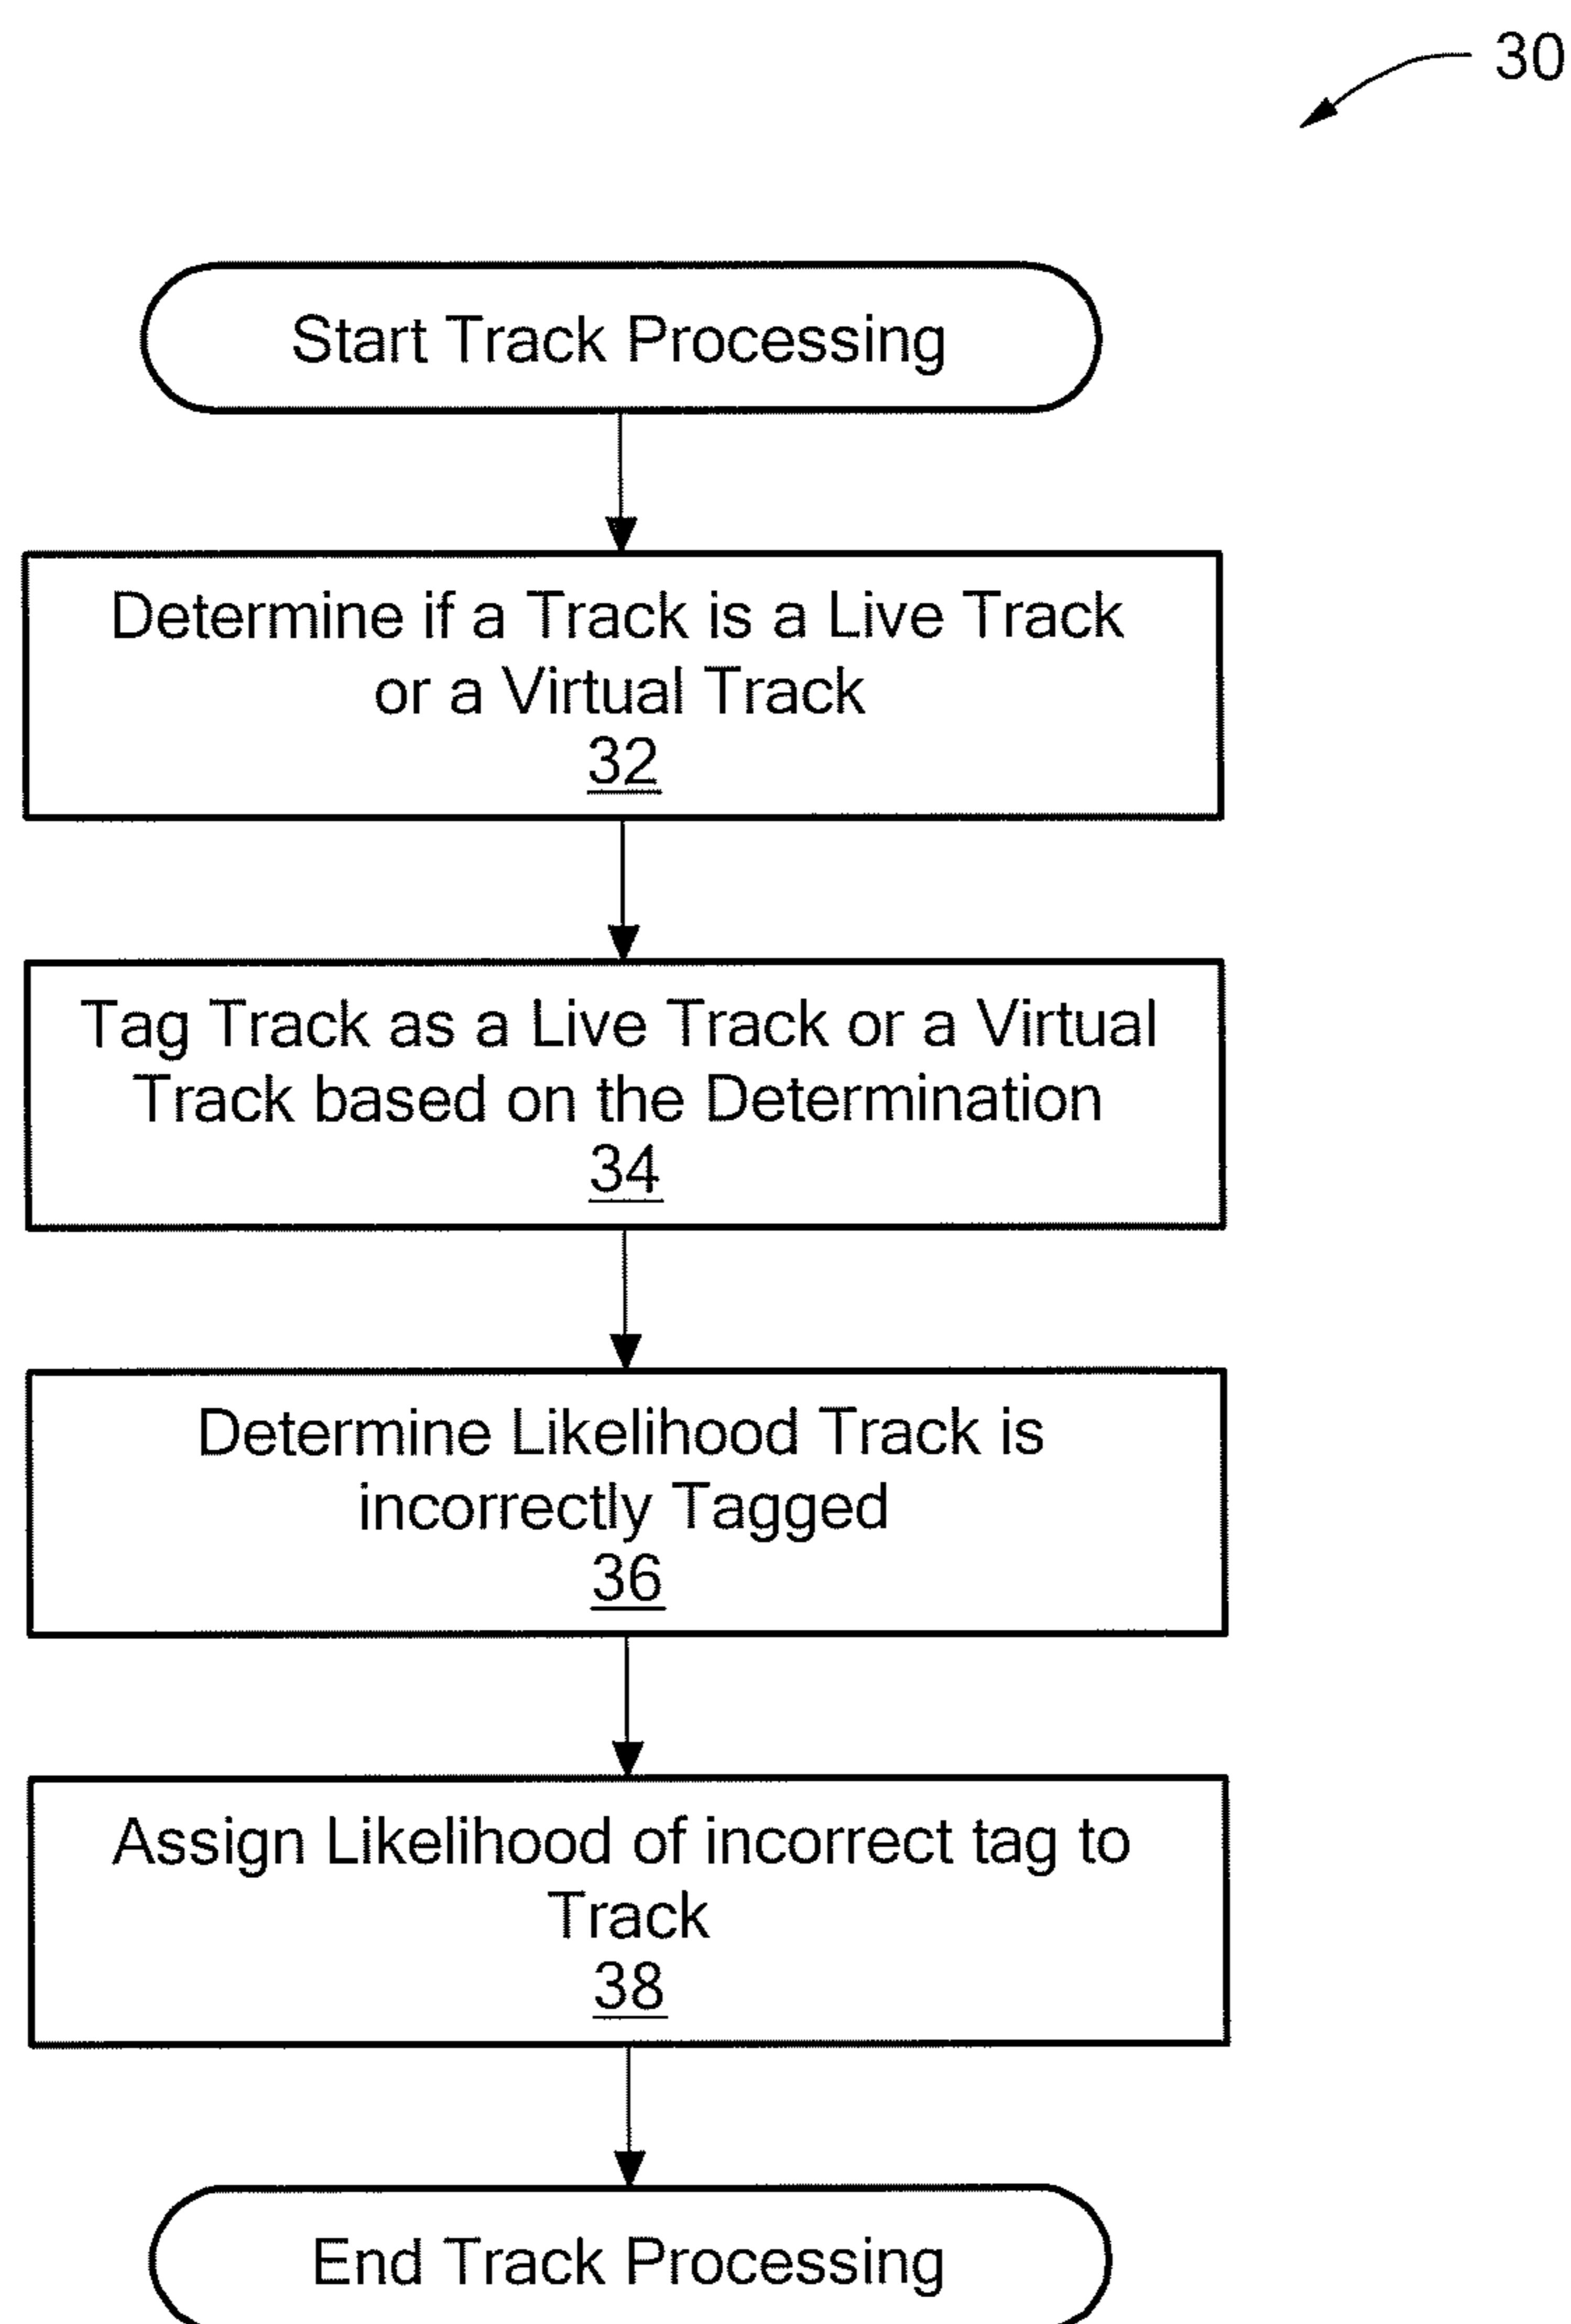 30
Start Track Processing
Determine if a Track is a Live Track
or a Virtual Track
32
Tag Track as a Live Track or a Virtual
Track based on the Determination
34
Determine Likelihood Track is
incorrectly Tagged
36
Assign Likelihood of incorrect tag to
Track
38
End Track Processing